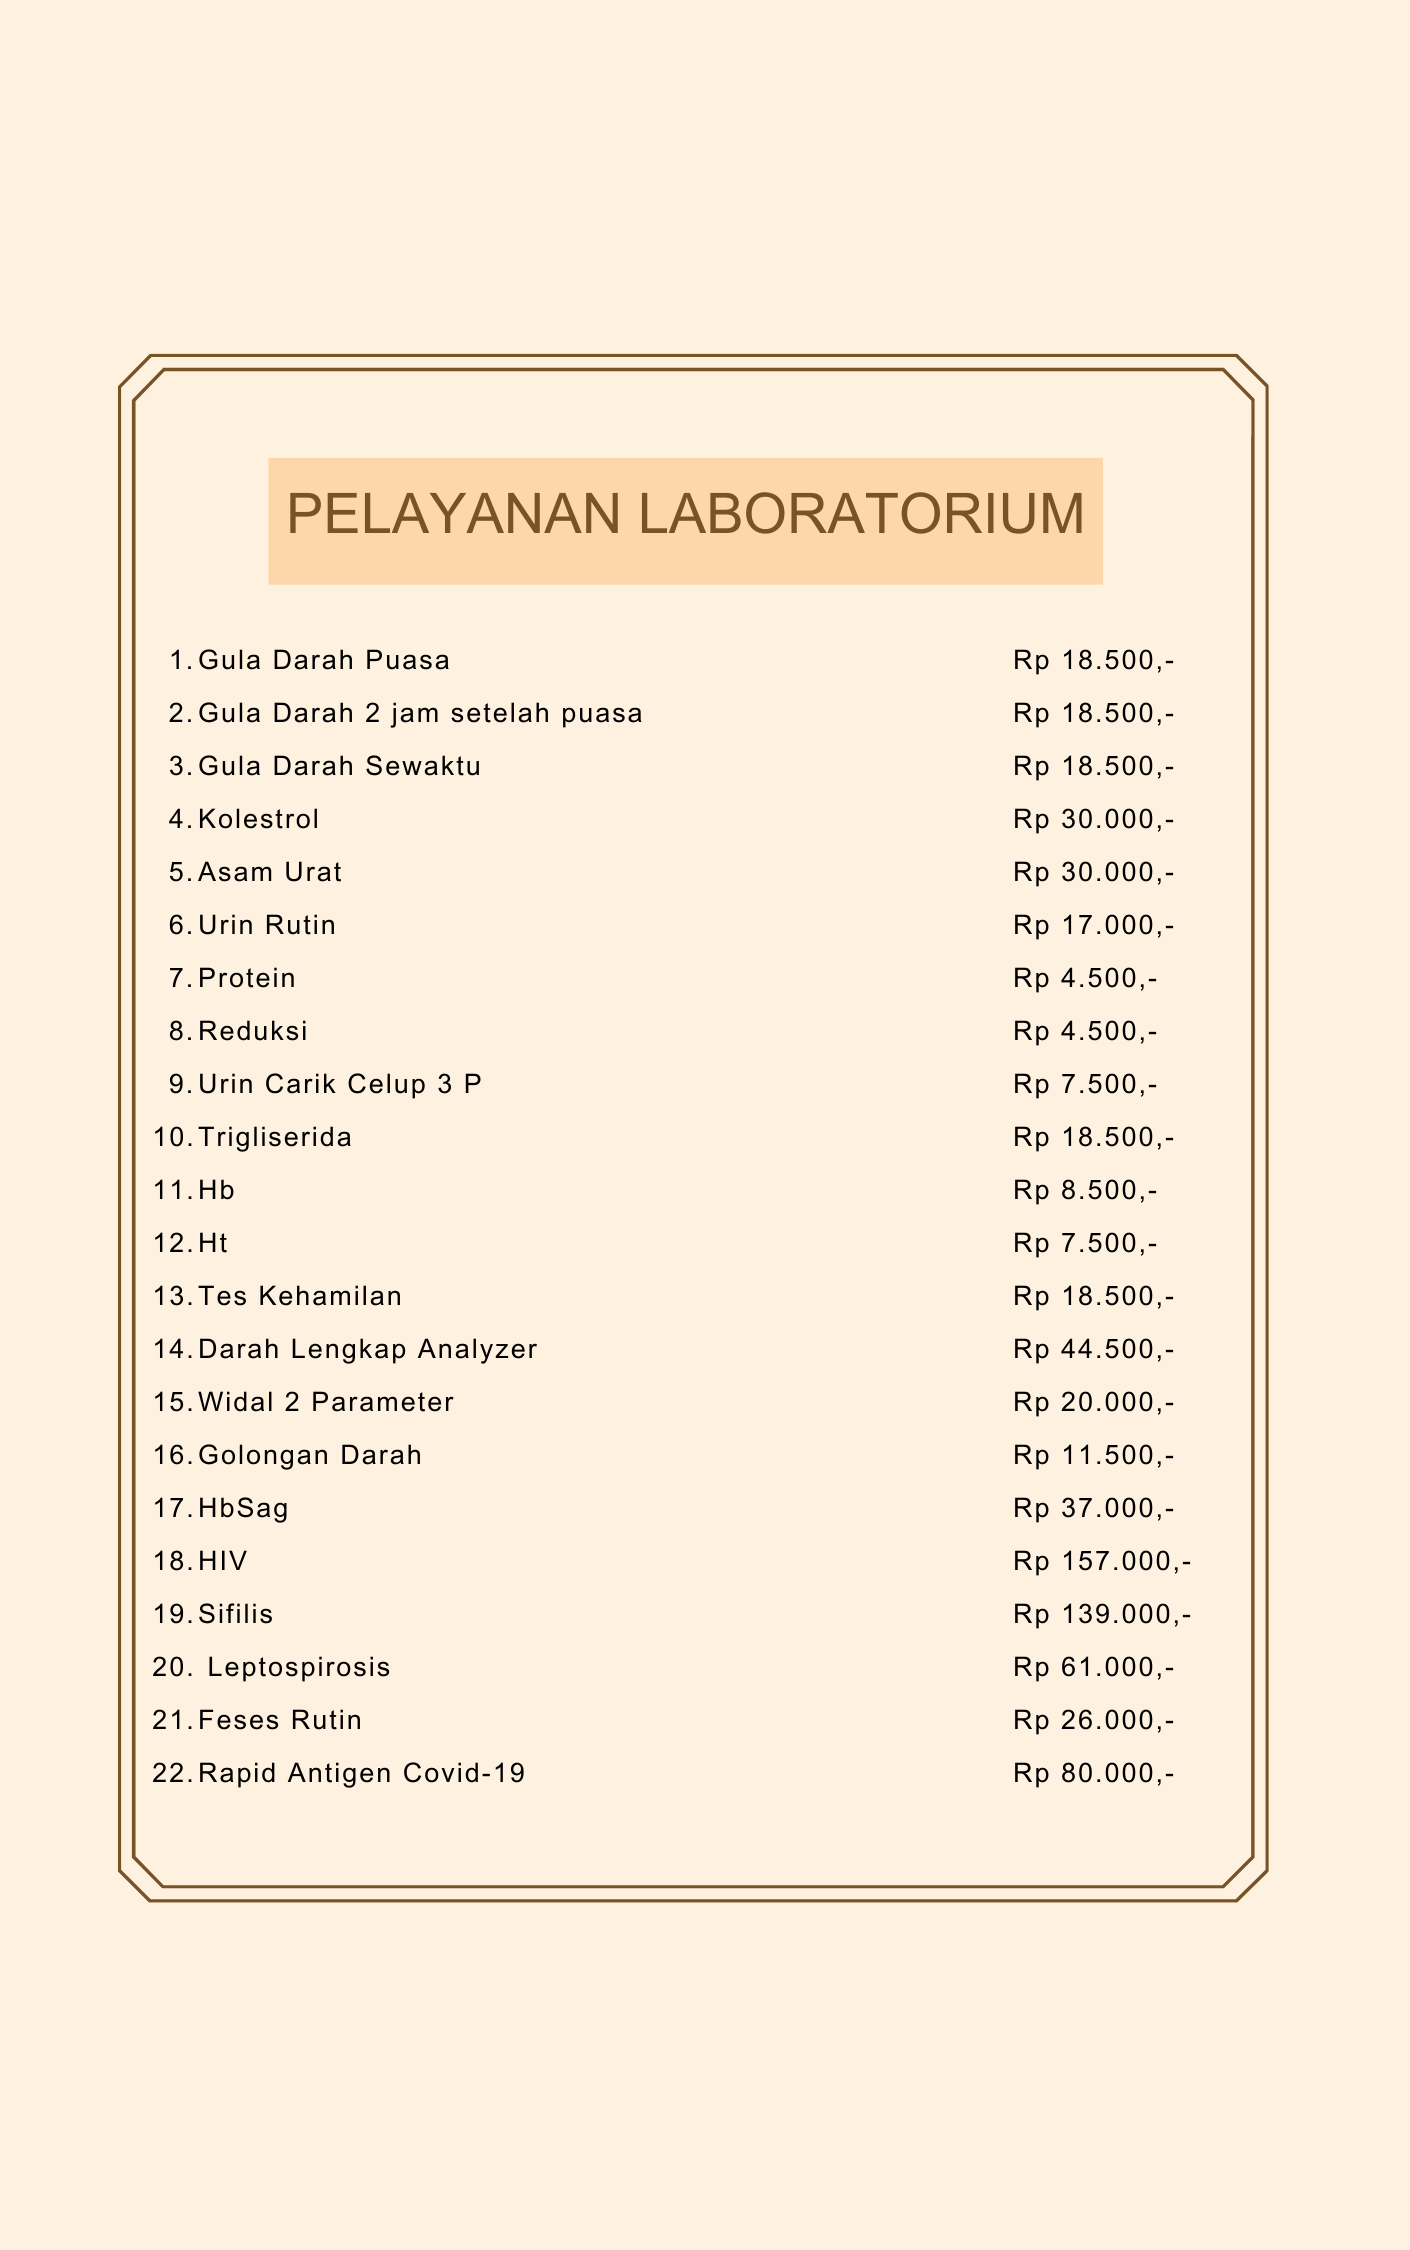 PELAYANAN LABORATORIUM
1. Gula Darah Puasa Rp 18.500,-
2. Gula Darah 2 jam setelah puasa Rp 18.500,-
3. Gula Darah Sewaktu Rp 18.500,-
4. Kolestrol Rp 30.000,-
5. Asam Urat Rp 30.000,-
6. Urin Rutin Rp 17.000,-
7. Protein Rp 4.500,-
8. Reduksi Rp 4.500,-
9. Urin Carik Celup 3 P Rp 7.500,-
10. Trigliserida Rp 18.500,-
11. Hb Rp 8.500,-
12. Ht Rp 7.500,-
13. Tes Kehamilan Rp 18.500,-
14. Darah Lengkap Analyzer Rp 44.500,-
15. Widal 2 Parameter Rp 20.000,-
16. Golongan Darah Rp 11.500,-
17. HbSag Rp 37.000,-
18. HIV Rp 157.000,-
19. Sifilis Rp 139.000,-
20. Leptospirosis Rp 61.000,-
21. Feses Rutin Rp 26.000,-
22. Rapid Antigen Covid-19 Rp 80.000,-